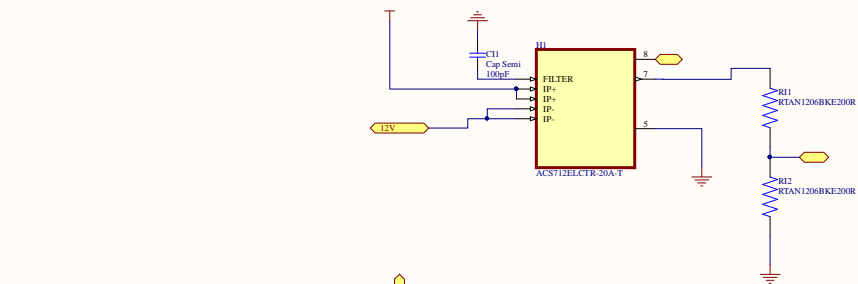 H1
8
CI1
Cap Semi
100pF
FILTER
7
IP+
IP+
IP-
IP-
12V
5
ACS712ELCTR-20A-T
RI1
RTAN1206BKE200R
RI2
RTAN1206BKE200R